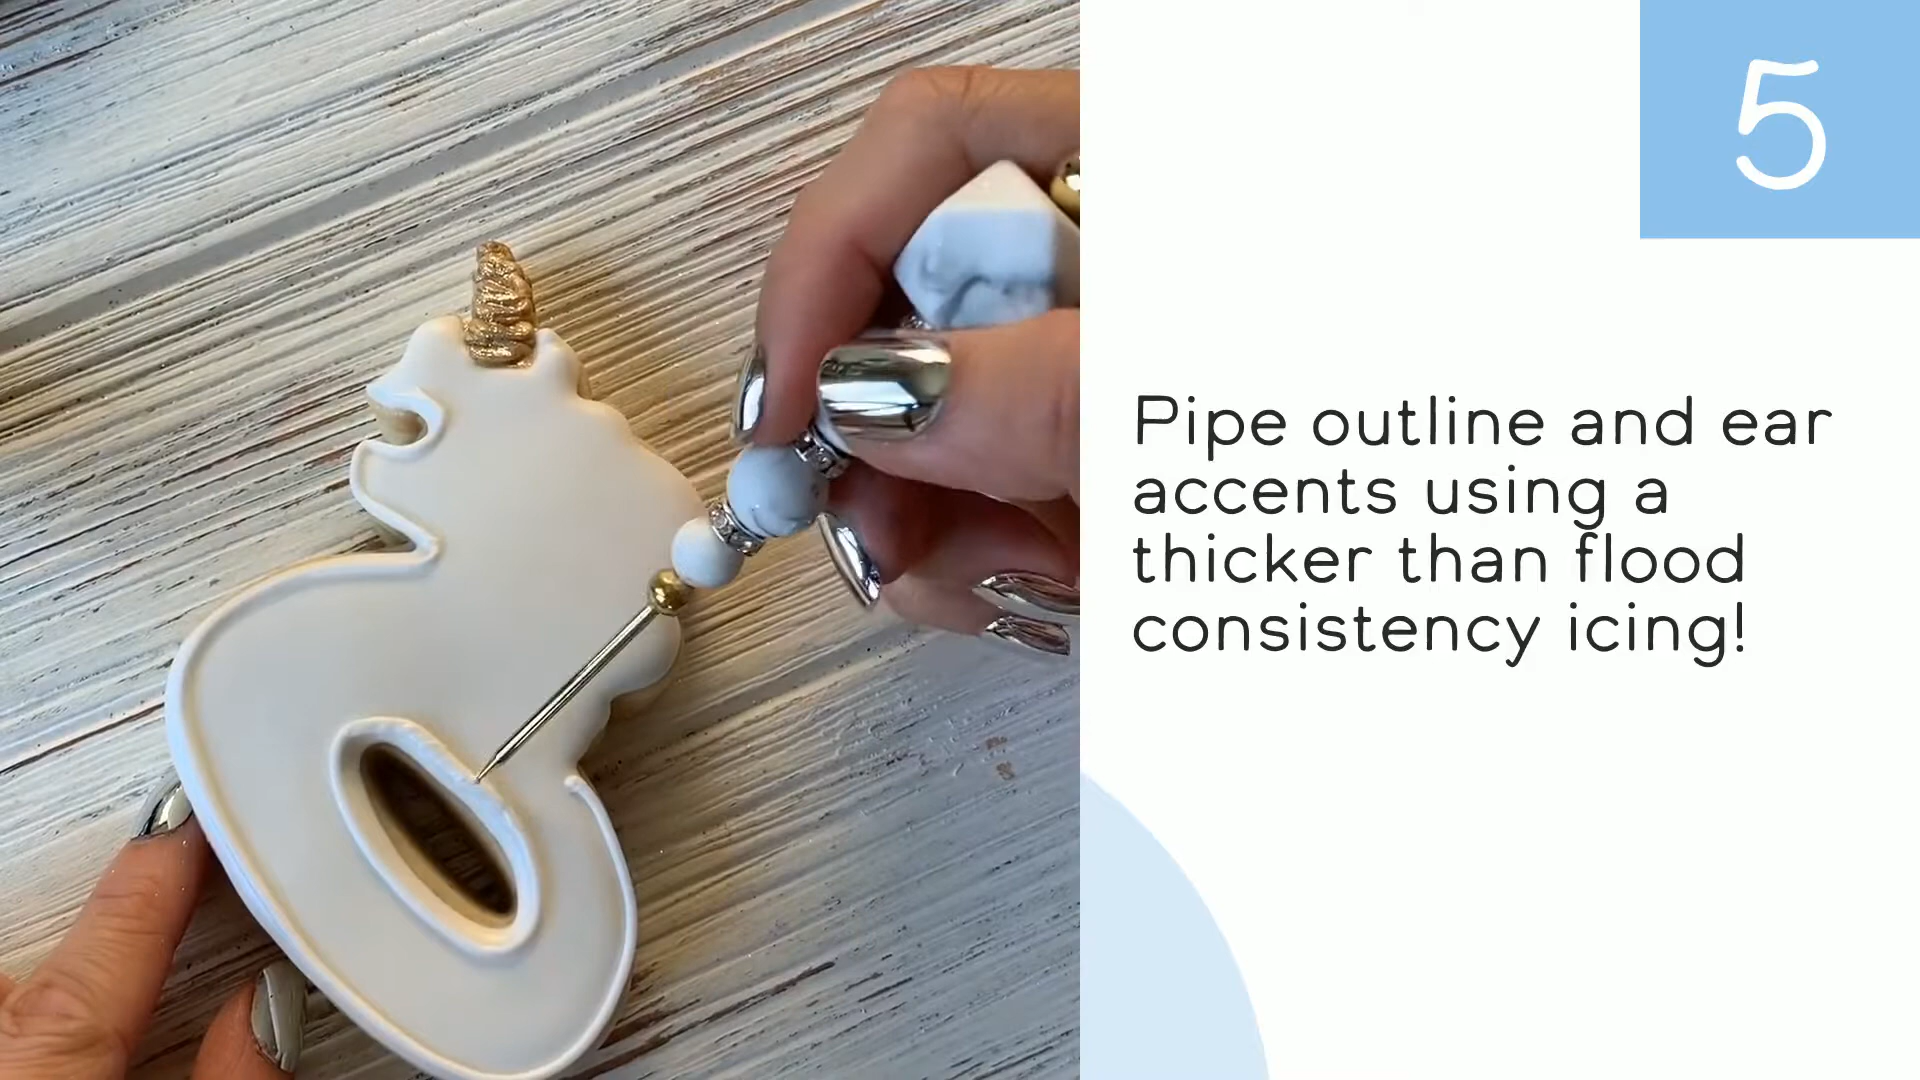 5
Pipe outline and ear
accents using a
thicker than flood
consistency icing!